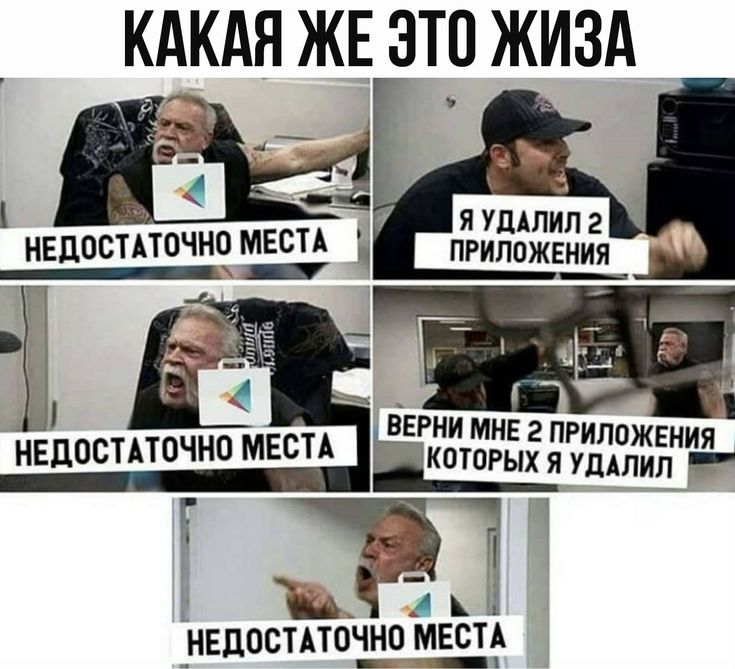 КАКАЯ ЖЕ ЭТО ЖИЗА
НЕДОСТАТОЧНО МЕСТА
Я УДАЛИЛ 2
ПРИЛОЖЕНИЯ
НЕДОСТАТОЧНО МЕСТА
ВЕРНИ МНЕ 2 ПРИЛОЖЕНИЯ
КОТОРЫХ Я УДАЛИЛ
НЕДОСТАТОЧНО МЕСТА